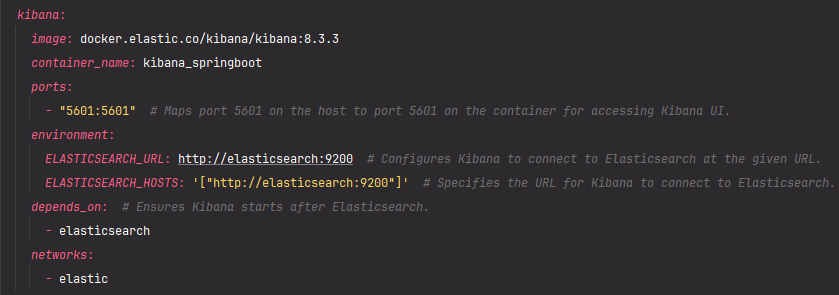 kibana:
image: docker.elastic.co/kibana/kibana:8.3.3
container_name: kibana_springboot
ports:
- "5601:5601"  # Maps port 5601 on the host to port 5601 on the container for accessing Kibana UI.
environment:
ELASTICSEARCH_URL: http://elasticsearch:9200  # Configures Kibana to connect to Elasticsearch at the given URL.
ELASTICSEARCH_HOSTS: '["http://elasticsearch:9200"]'  # Specifies the URL for Kibana to connect to Elasticsearch.
depends_on:  # Ensures Kibana starts after Elasticsearch.
- elasticsearch
networks:
- elastic